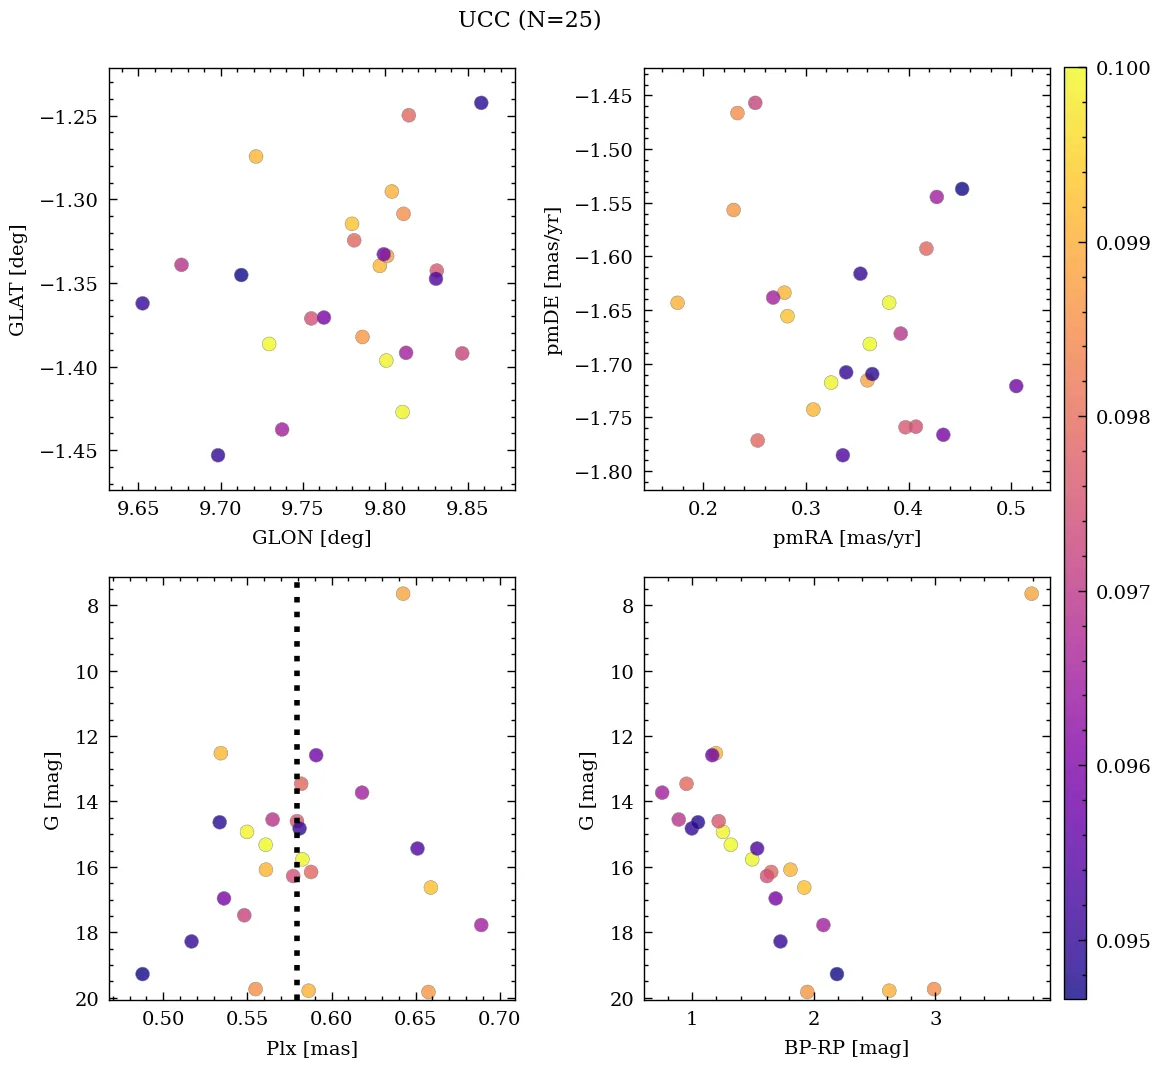 UCC (N=25)
−1.25
−1.30
−1.35
−1.40
−1.45
GLAT [deg]
9.65 9.70 9.75 9.80 9.85
GLON [deg]
−1.45
−1.50
−1.55
−1.60
−1.65
−1.70
−1.75
−1.80
pmDE [mas/yr]
0.2 0.3 0.4 0.5
pmRA [mas/yr]
8
10
12
14
16
18
20
G [mag]
0.50 0.55 0.60 0.65 0.70
Plx [mas]
8
10
12
14
16
18
20
G [mag]
1 2 3
BP-RP [mag]
0.100
0.099
0.098
0.097
0.096
0.095